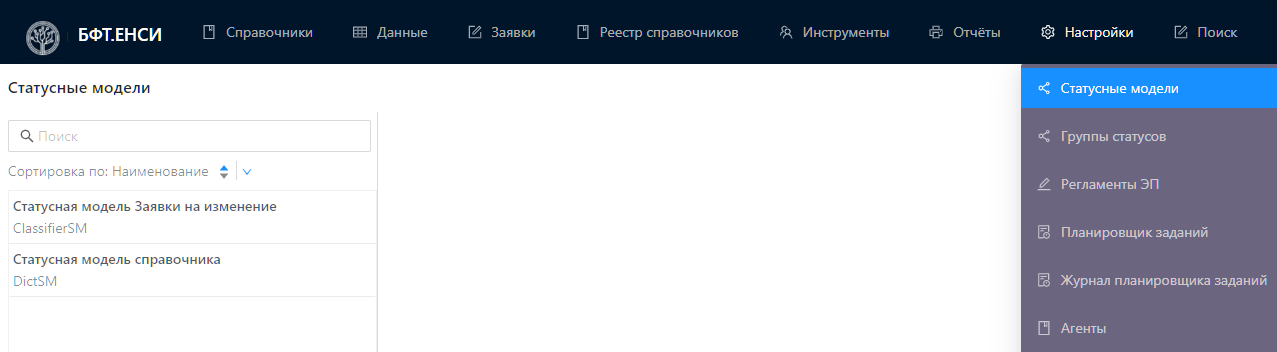 БФТ.ЕНСИ Справочники Данные Заявки Реестр справочников Инструменты Отчёты Настройки Поиск
Статусные модели
Поиск
Сортировка по: Наименование
Статусная модель Заявки на изменение
ClassifierSM
Статусная модель справочника
DictSM
Статусные модели
Группы статусов
Регламенты ЭП
Планировщик заданий
Журнал планировщика заданий
Агенты